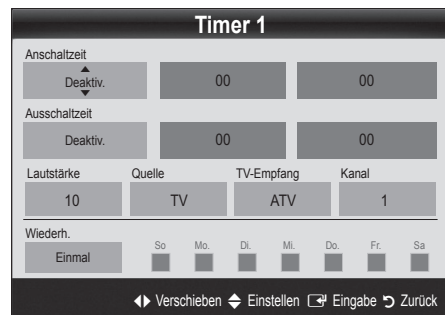 Timer 1
Anschaltzeit
Deaktiv. 00 00
Ausschaltzeit
Deaktiv. 00 00
Lautstärke Quelle TV-Empfang Kanal
10 TV ATV 1
Wiederh. So Mo. Di. Mi. Do. Fr. Sa
Einmal
Verschieben Einstellen Eingabe Zurück